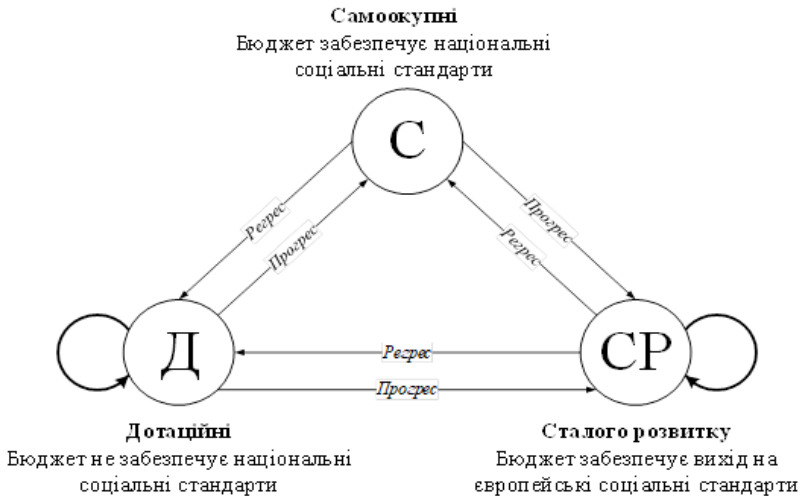 Самоокупні
Бюджет забезпечує національні
соціальні стандарти
С
Регрес
Прогрес
Прогрес
Регрес
Д
СР
Регрес
Прогрес
Дотаційні
Бюджет не забезпечує національні
соціальні стандарти
Сталого розвитку
Бюджет забезпечує вихід на
європейські соціальні стандарти